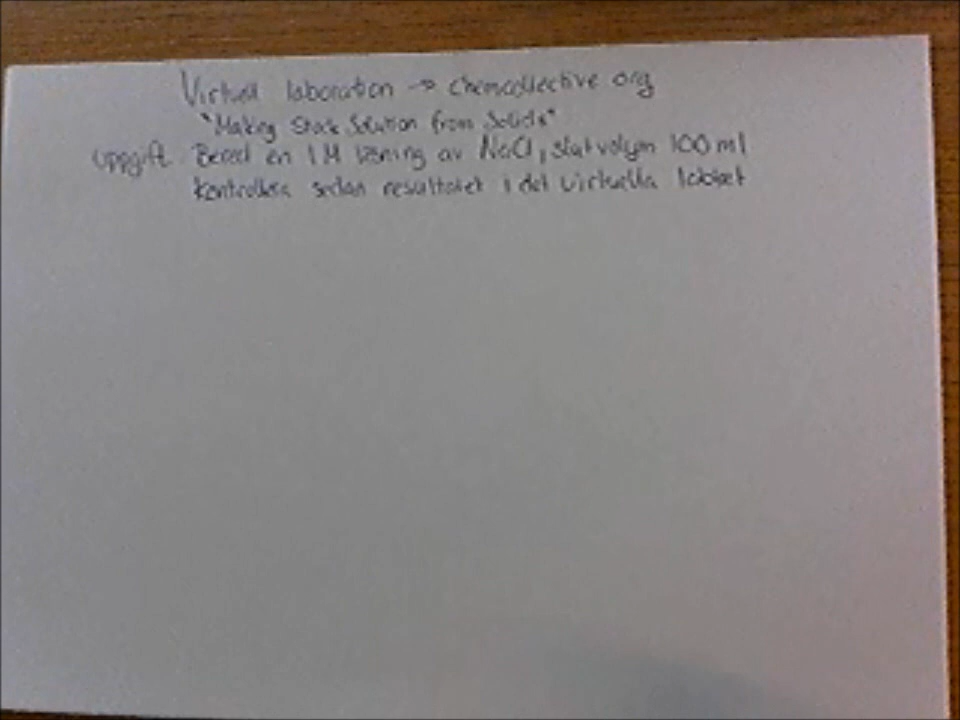 Virtuell laboration → chemcollective.org
"Making Stock Solution from Solids"
Uppgift. Bered en 1 M lösning av NaCl, slutvolym 100 ml
kontrollera sedan resultatet i det virtuella labbet